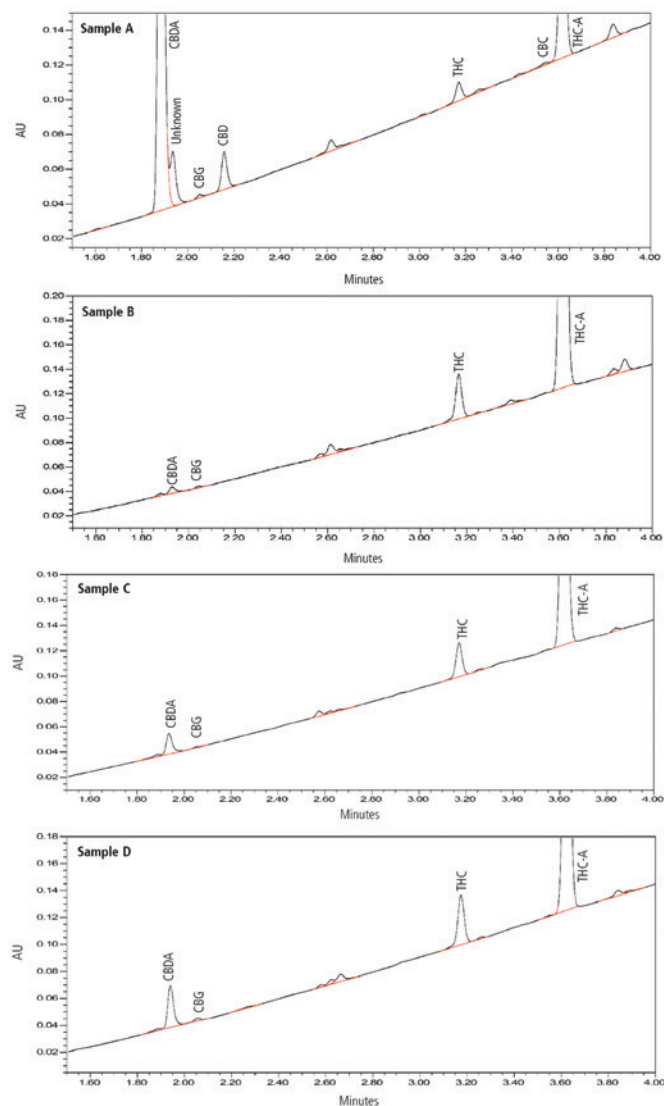 Sample A
CBDA
Unknown
CBG
CBD
THC
CBC
THC-A
0.14
0.12
0.10
0.08
0.06
0.04
0.02
AU
1.60 1.80 2.00 2.20 2.40 2.60 2.80 3.00 3.20 3.40 3.60 3.80 4.00
Minutes
Sample B
CBDA
CBG
THC
THC-A
0.20
0.18
0.16
0.14
0.12
0.10
0.08
0.06
0.04
0.02
AU
1.60 1.80 2.00 2.20 2.40 2.60 2.80 3.00 3.20 3.40 3.60 3.80 4.00
Minutes
Sample C
CBDA
CBG
THC
THC-A
0.18
0.16
0.14
0.12
0.10
0.08
0.06
0.04
0.02
AU
1.60 1.80 2.00 2.20 2.40 2.60 2.80 3.00 3.20 3.40 3.60 3.80 4.00
Minutes
Sample D
CBDA
CBG
THC
THC-A
0.18
0.16
0.14
0.12
0.10
0.08
0.06
0.04
0.02
AU
1.60 1.80 2.00 2.20 2.40 2.60 2.80 3.00 3.20 3.40 3.60 3.80 4.00
Minutes